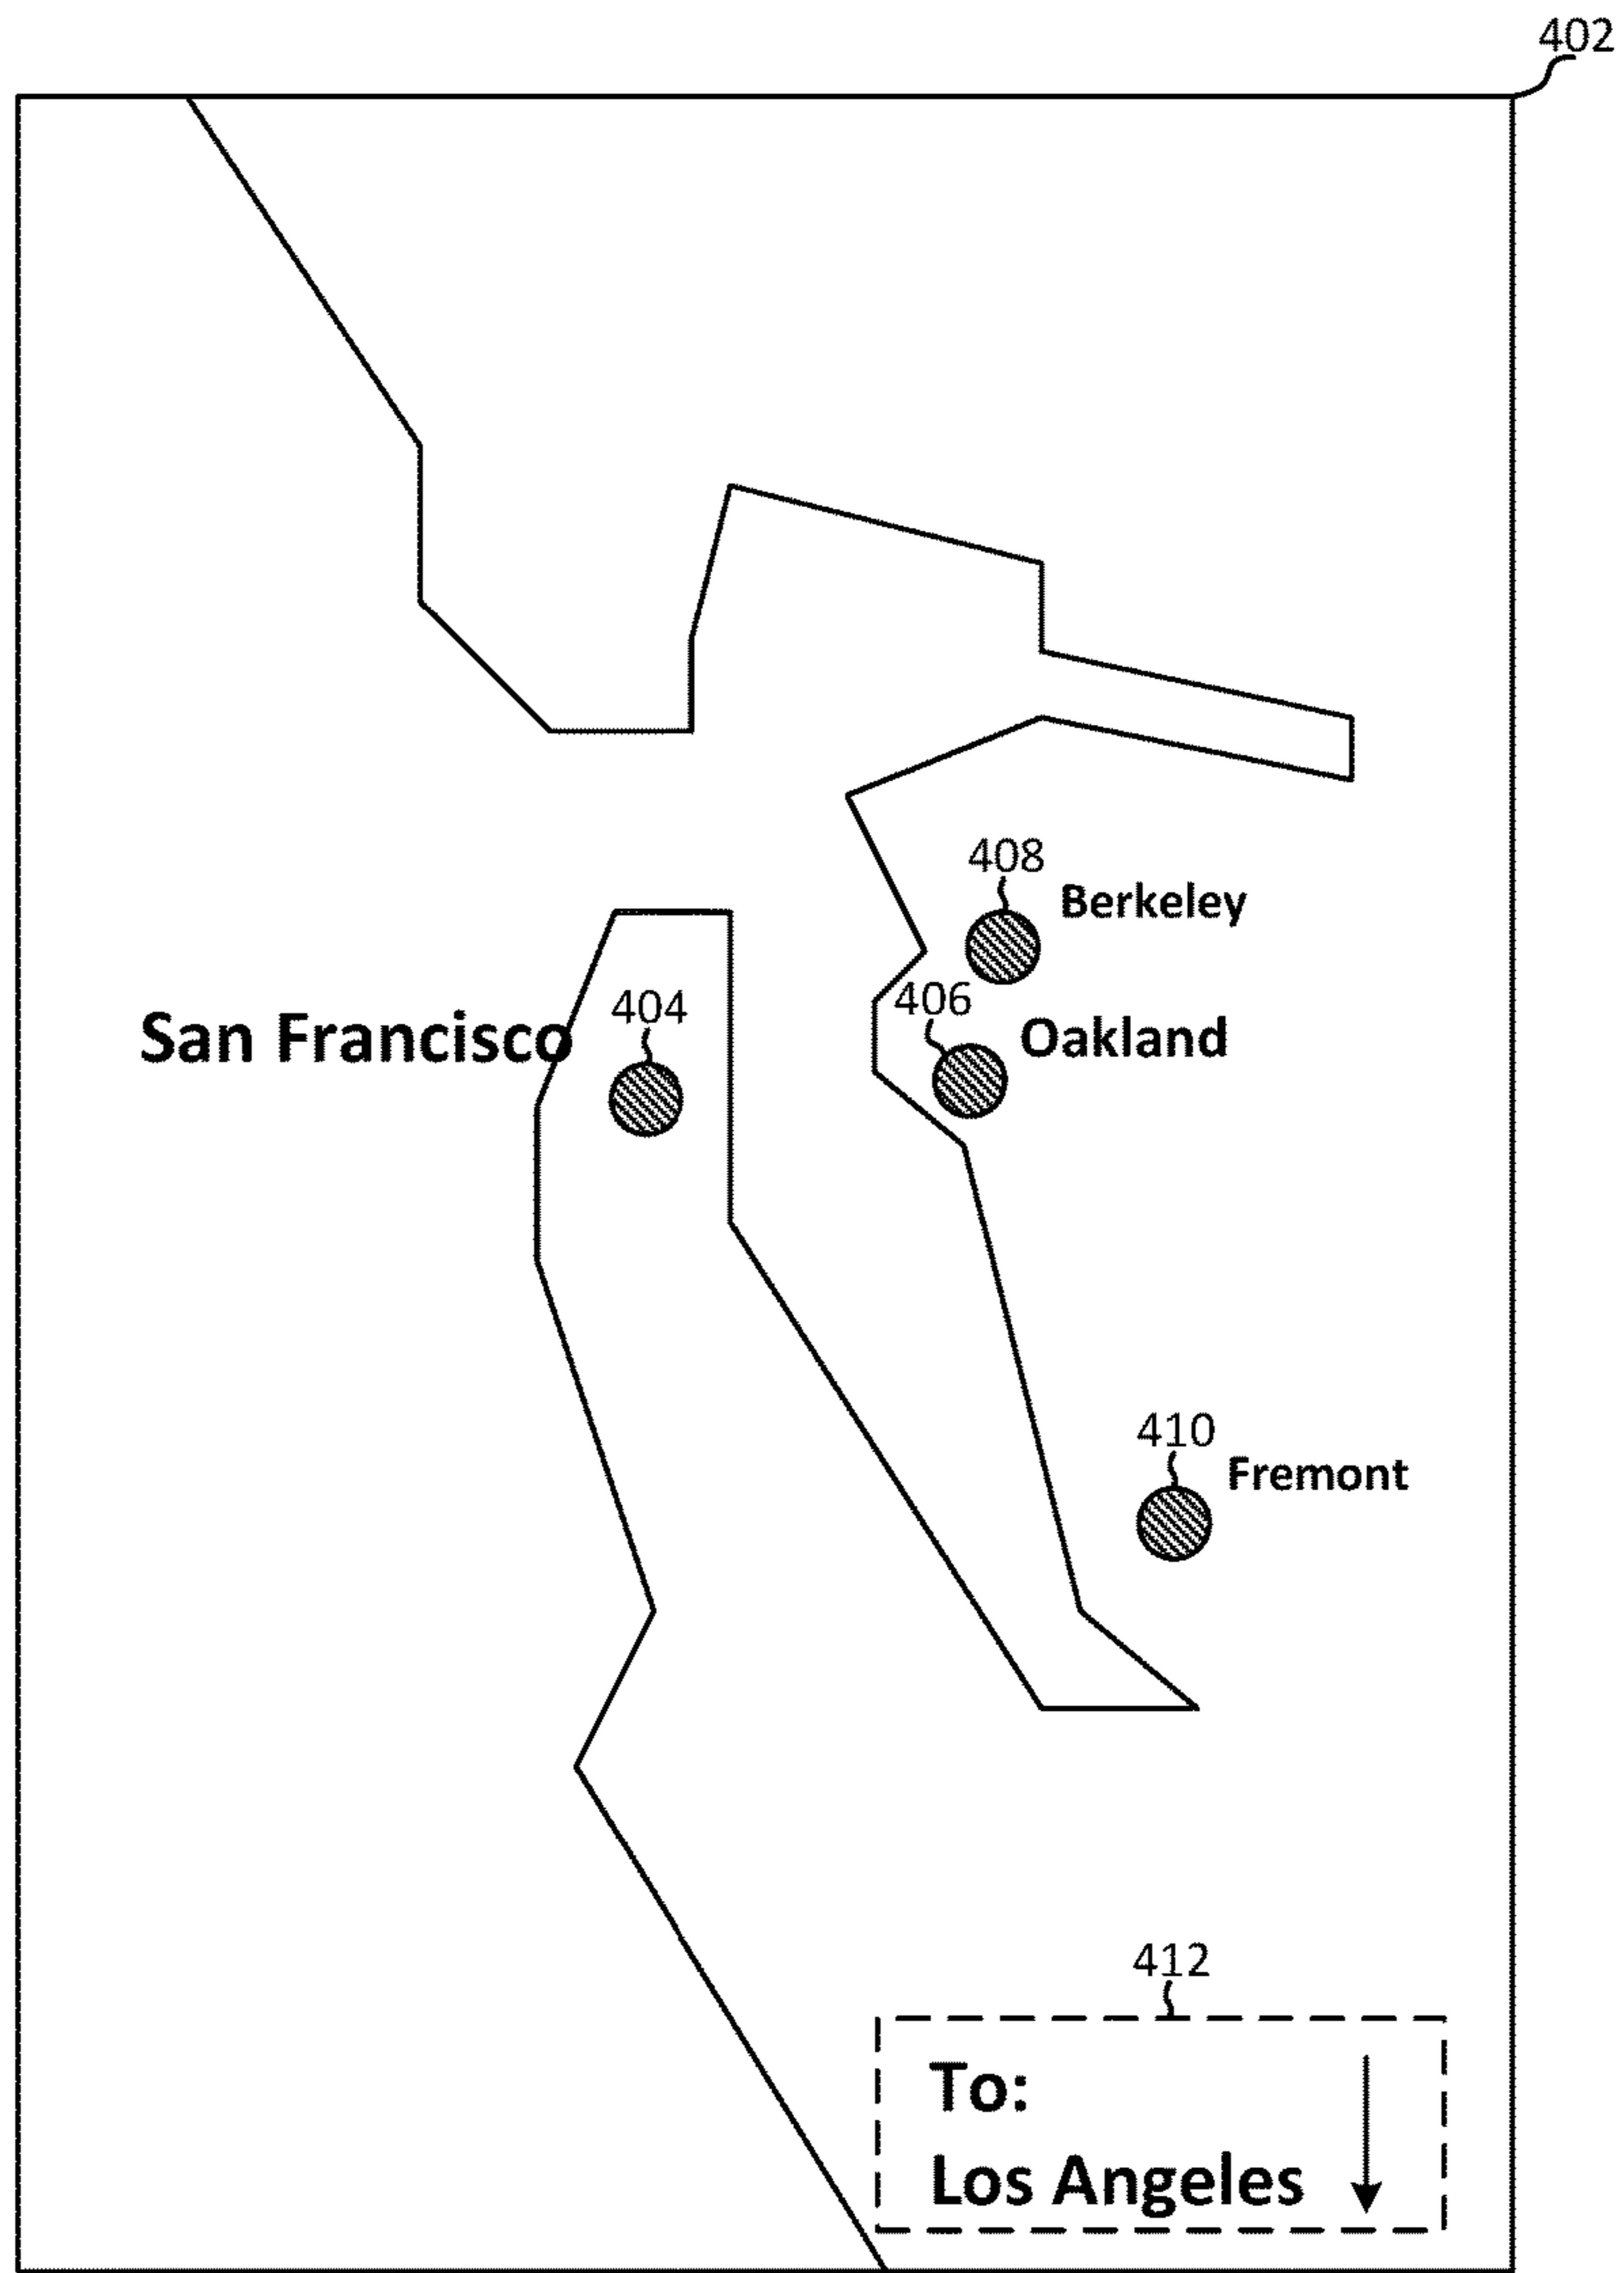 402
408
Berkeley
406
404
San Francisco
Oakland
410
Fremont
412
To:
Los Angeles